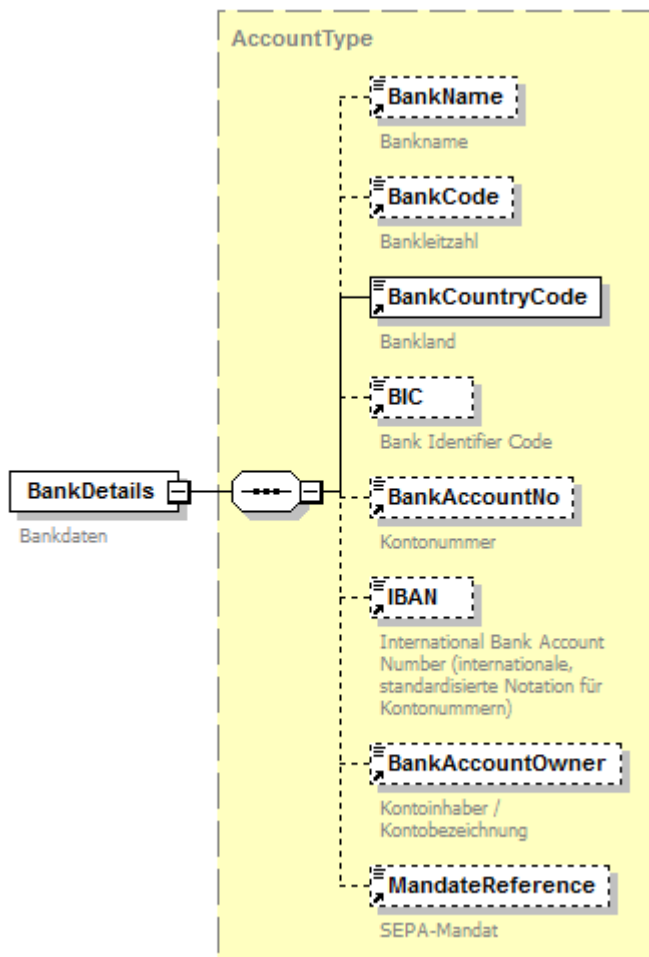 AccountType
BankName
Bankname
BankCode
Bankleitzahl
BankCountryCode
Bankland
BIC
Bank Identifier Code
BankDetails
Bankdaten
BankAccountNo
Kontonummer
IBAN
International Bank Account
Number (internationale,
standardisierte Notation für
Kontonummern)
BankAccountOwner
Kontoinhaber /
Kontobezeichnung
MandateReference
SEPA-Mandat